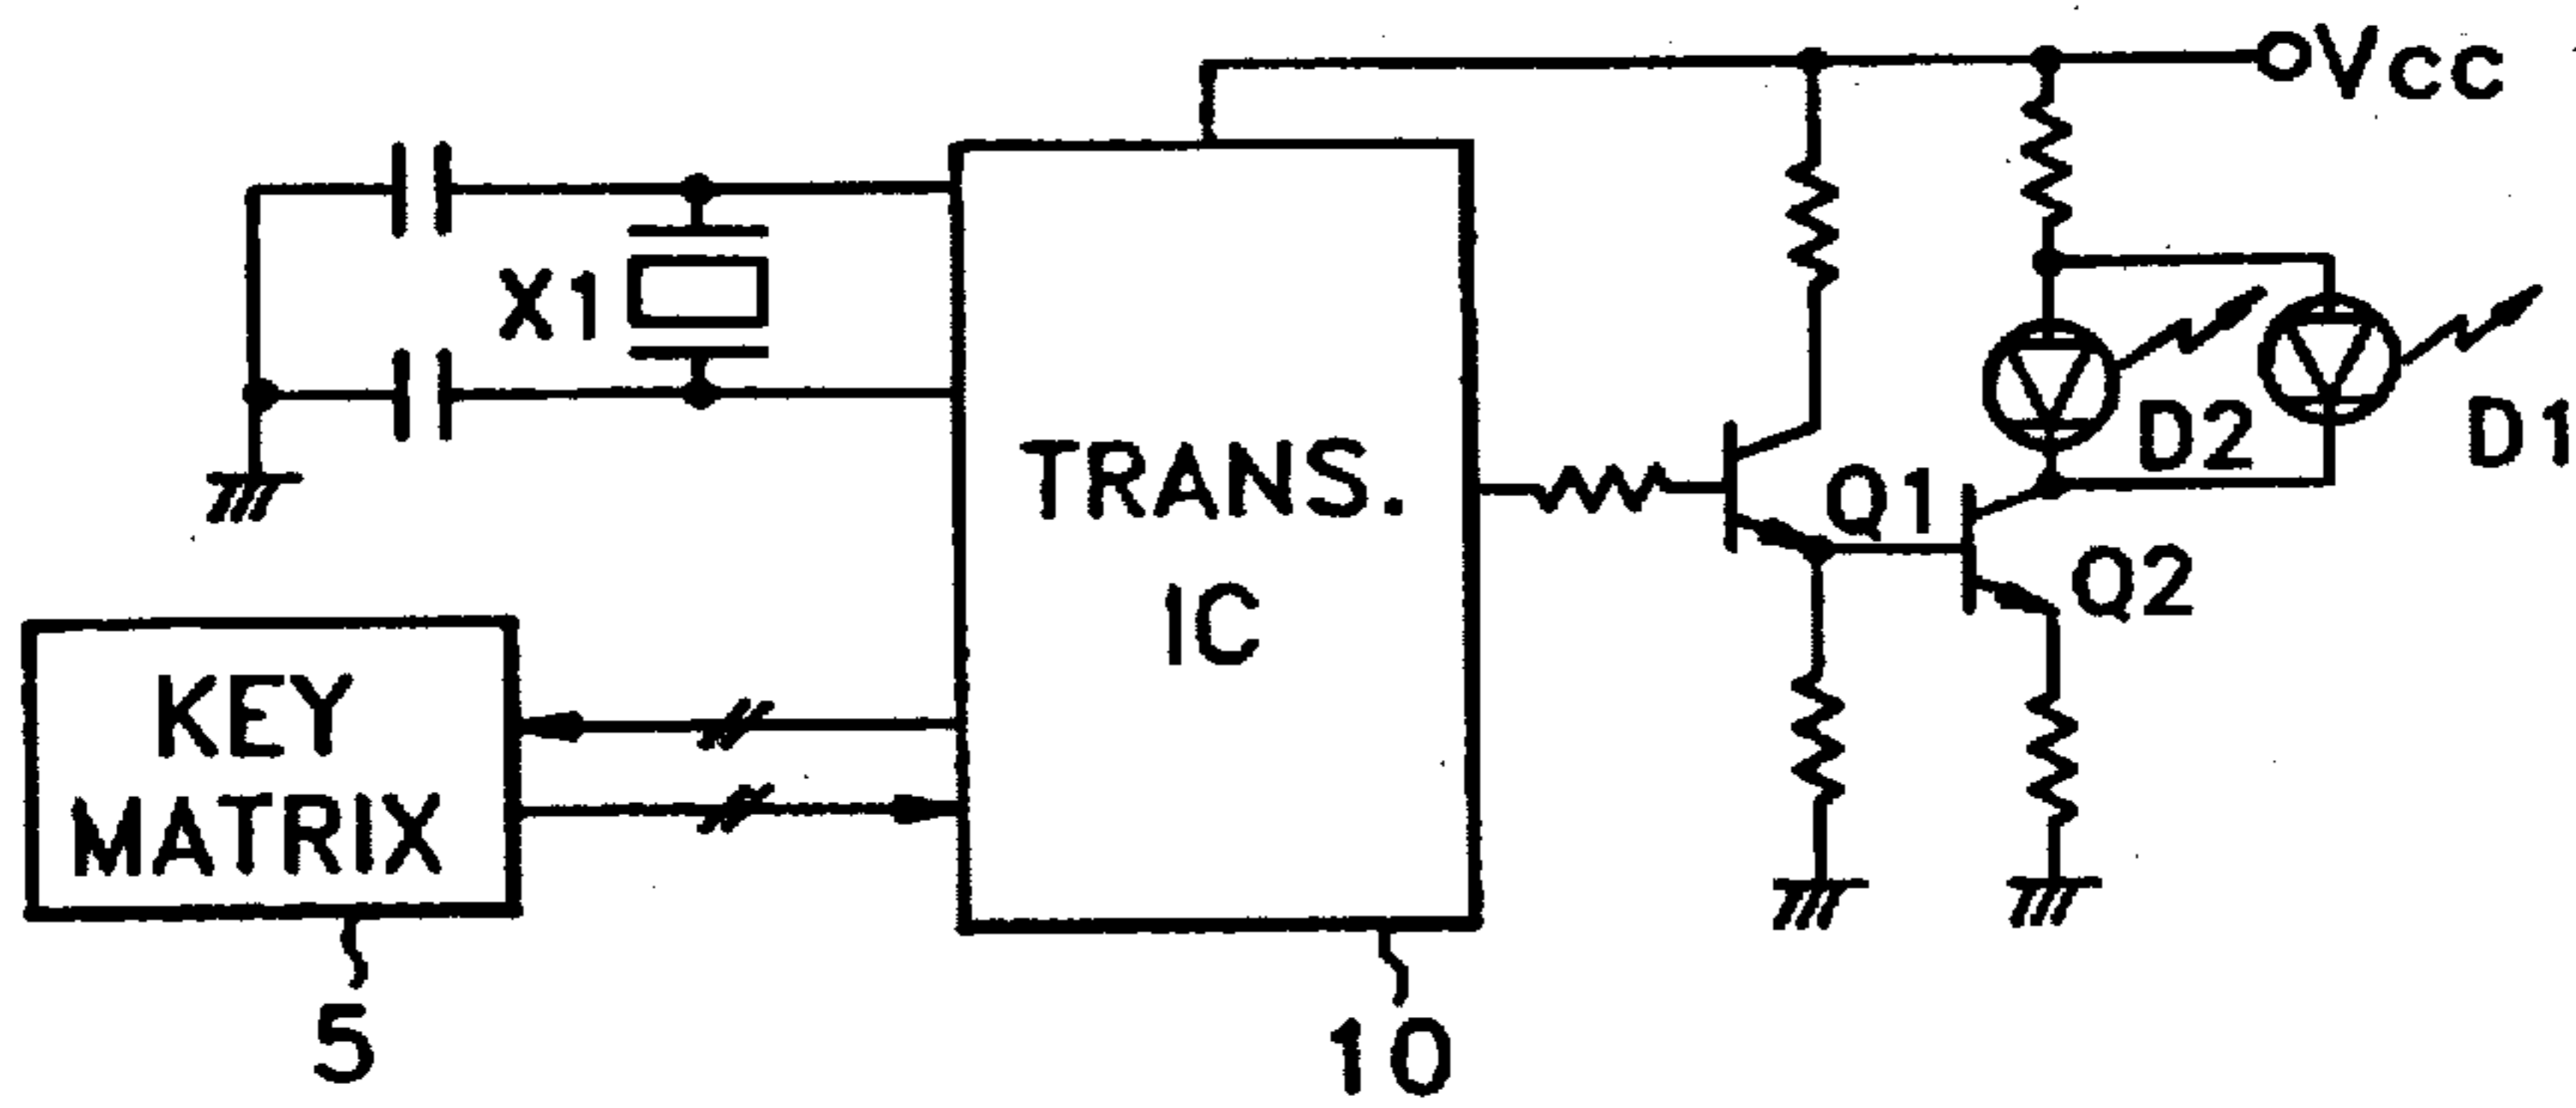 Vcc
X1
TRANS.
IC
D2
D1
Q1
Q2
KEY
MATRIX
5
10